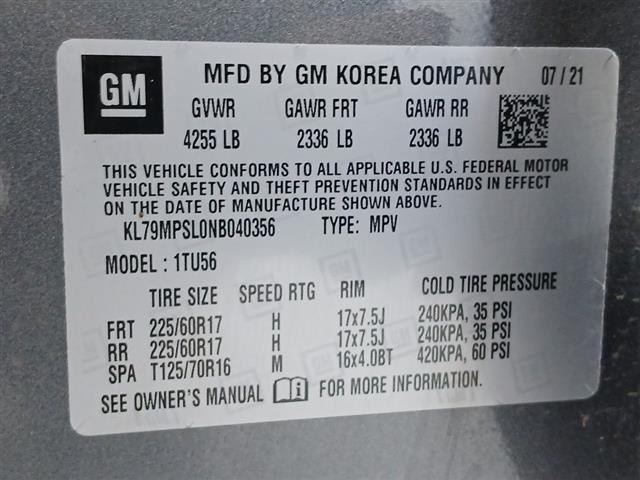 GM MFD BY GM KOREA COMPANY 07/21
GVWR GAWR FRT GAWR RR
4255 LB 2336 LB 2336 LB
THIS VEHICLE CONFORMS TO ALL APPLICABLE U.S. FEDERAL MOTOR
VEHICLE SAFETY AND THEFT PREVENTION STANDARDS IN EFFECT
ON THE DATE OF MANUFACTURE SHOWN ABOVE.
KL79MPSL0NB040356 TYPE: MPV
MODEL : 1TU56
TIRE SIZE SPEED RTG RIM COLD TIRE PRESSURE
FRT 225/60R17 H 17x7.5J 240KPA, 35 PSI
RR 225/60R17 H 17x7.5J 240KPA, 35 PSI
SPA T125/70R16 M 16x4.0BT 420KPA, 60 PSI
SEE OWNER'S MANUAL i FOR MORE INFORMATION.